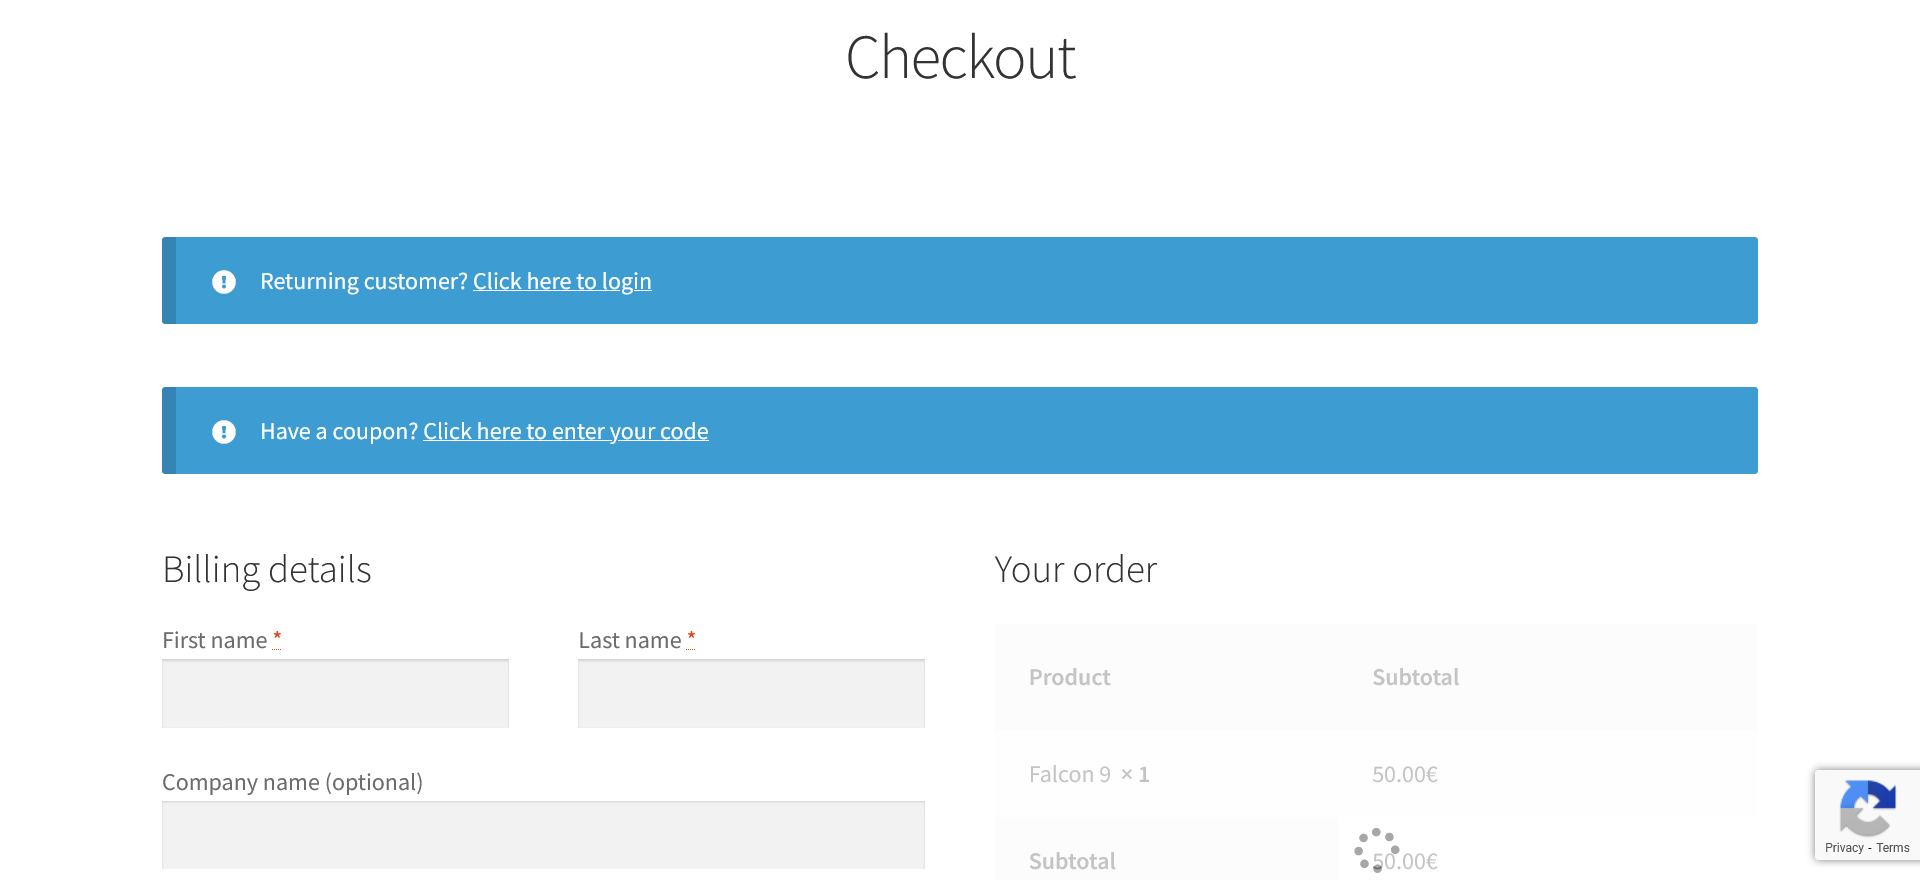 Checkout
Returning customer? Click here to login
Have a coupon? Click here to enter your code
Billing details
First name *
Last name *
Company name (optional)
Your order
Product Subtotal
Falcon 9 × 1 50.00€
Subtotal 50.00€
Privacy - Terms